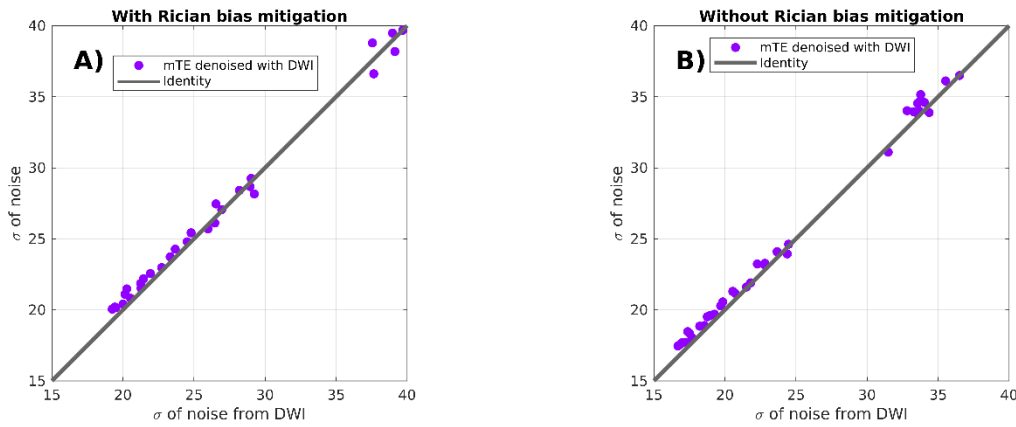 With Rician bias mitigation
A)
mTE denoised with DWI
Identity
40
35
30
25
20
15
σ of noise
15 20 25 30 35 40
σ of noise from DWI
Without Rician bias mitigation
B)
mTE denoised with DWI
Identity
40
35
30
25
20
15
σ of noise
15 20 25 30 35 40
σ of noise from DWI